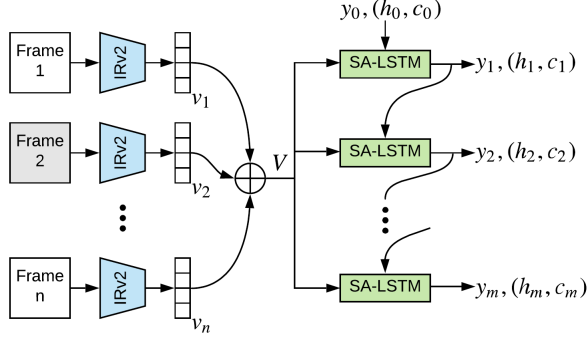 y₀, (h₀, c₀)
Frame
1
IRv2
v₁
SA-LSTM
y₁, (h₁, c₁)
Frame
2
IRv2
v₂
V
SA-LSTM
y₂, (h₂, c₂)
Frame
n
IRv2
vₙ
SA-LSTM
yₘ, (hₘ, cₘ)